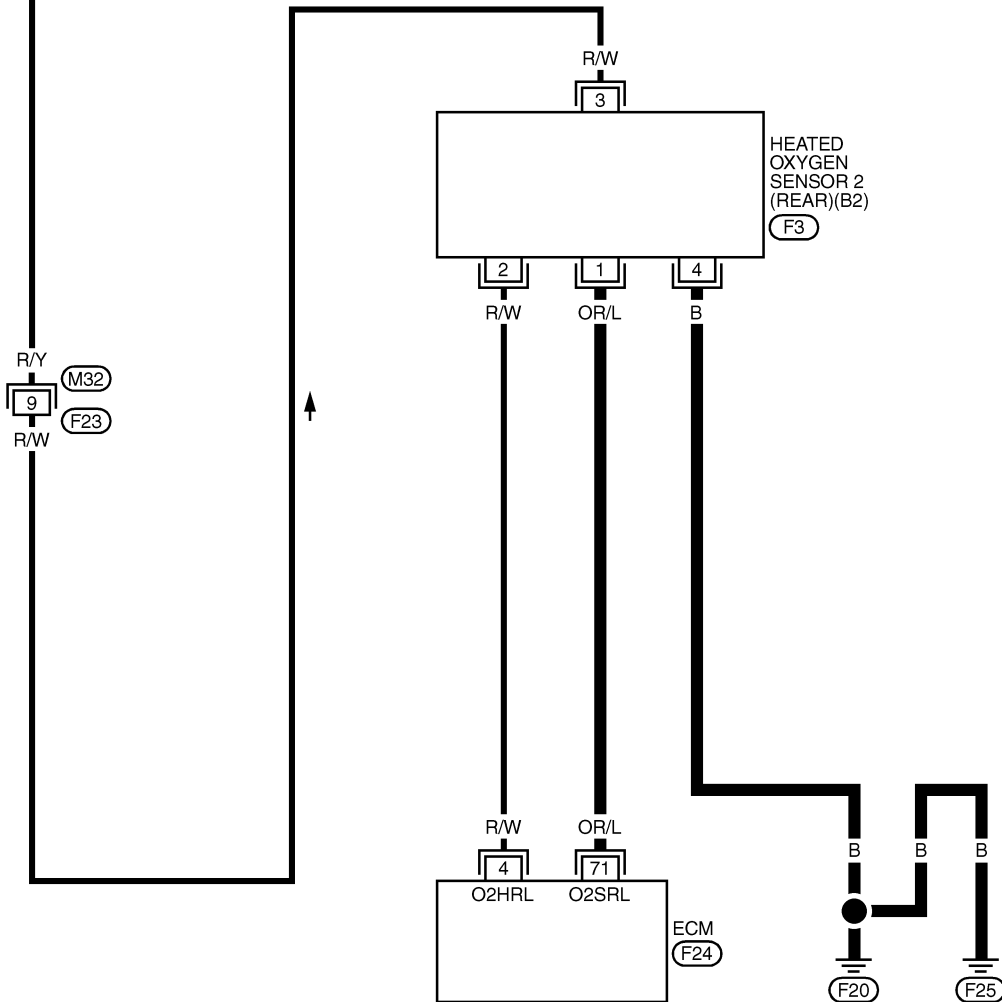 R/W
3
HEATED
OXYGEN
SENSOR 2
(REAR)(B2)
F3
2
1
4
R/W
OR/L
B
R/Y
M32
9
F23
R/W
R/W
OR/L
B
B
B
4
71
O2HRL
O2SRL
ECM
F24
F20
F25